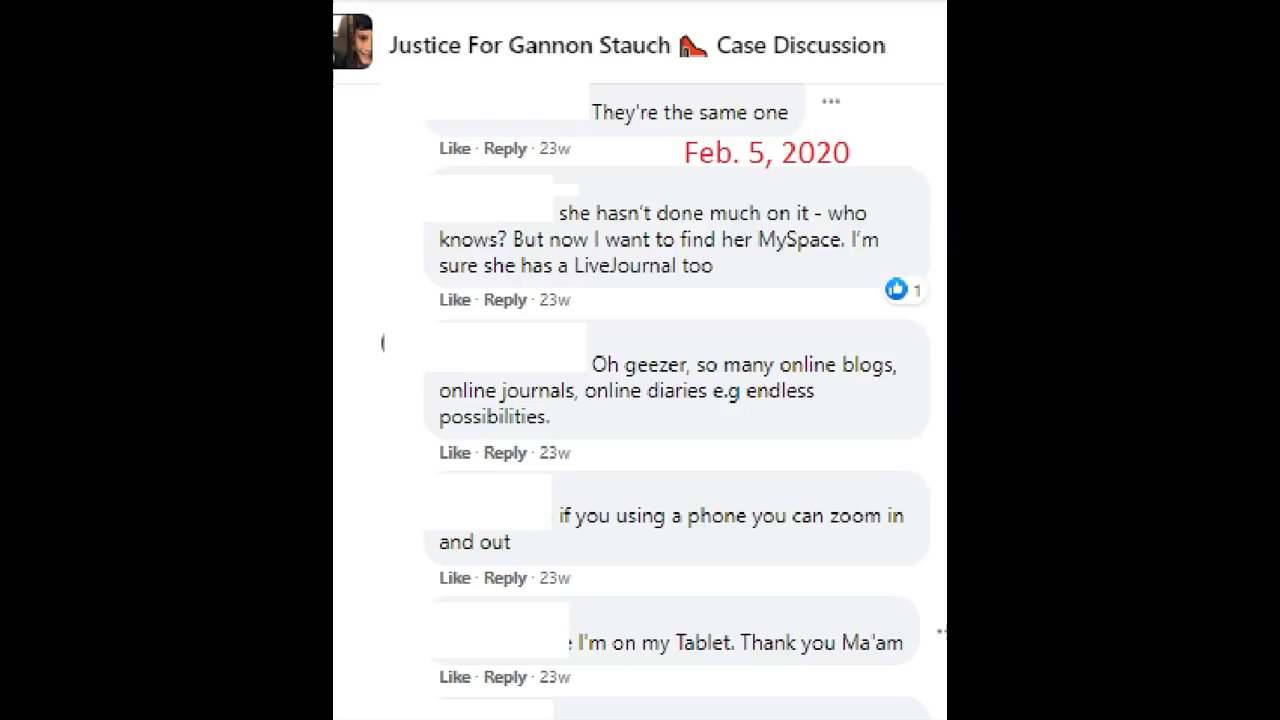 Justice For Gannon Stauch 👠 Case Discussion
They're the same one
Like · Reply · 23w
Feb. 5, 2020
she hasn't done much on it - who
knows? But now I want to find her MySpace. I'm
sure she has a LiveJournal too
1
Like · Reply · 23w
Oh geezer, so many online blogs,
online journals, online diaries e.g endless
possibilities.
Like · Reply · 23w
if you using a phone you can zoom in
and out
Like · Reply · 23w
I'm on my Tablet. Thank you Ma'am
Like · Reply · 23w